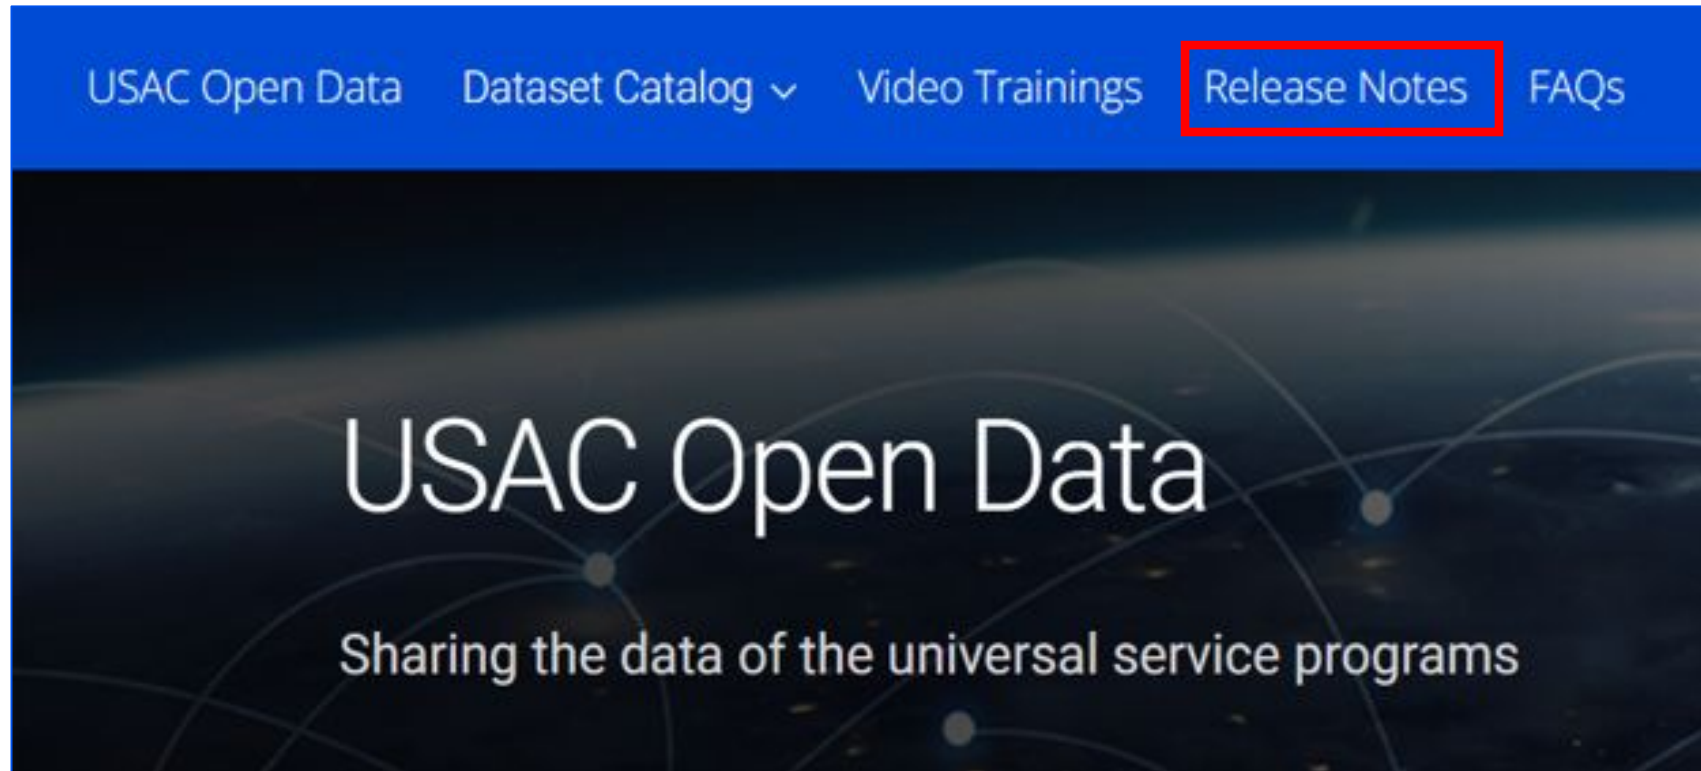 USAC Open Data Dataset Catalog Video Trainings Release Notes FAQs
USAC Open Data
Sharing the data of the universal service programs